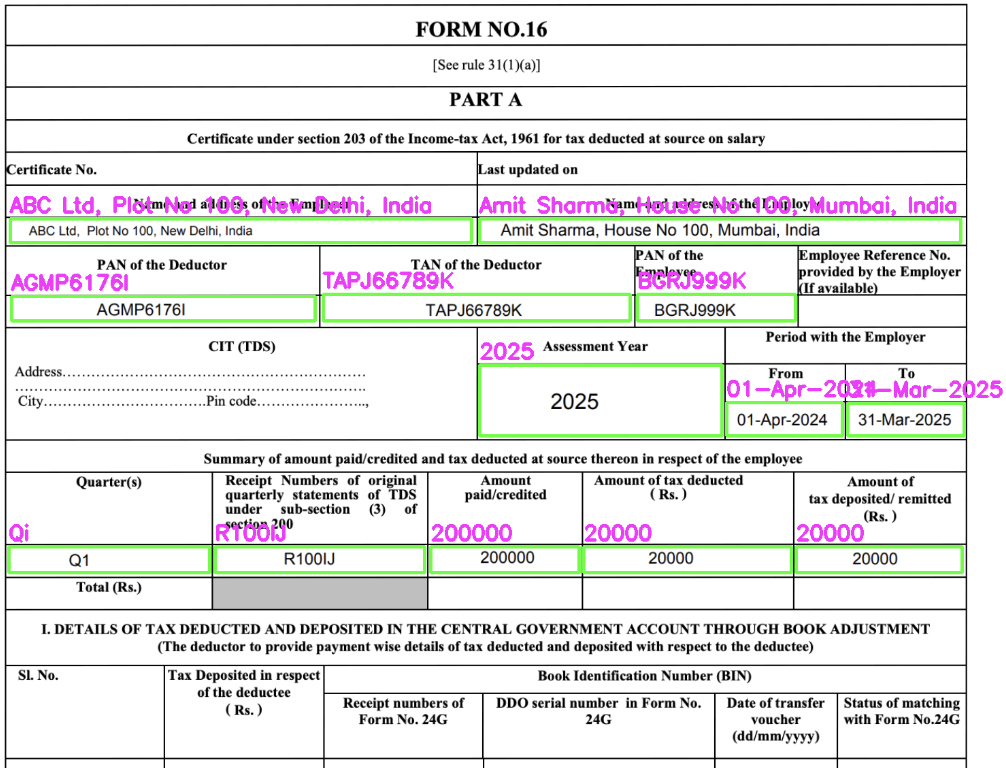 FORM NO.16
[See rule 31(1)(a)]
PART A
Certificate under section 203 of the Income-tax Act, 1961 for tax deducted at source on salary
Certificate No.
Last updated on
ABC Ltd, Plot No 100, New Delhi, India
Name and address of the Employer
Amit Sharma, House No 100, Mumbai, India
Name and address of the Employee
ABC Ltd, Plot No 100, New Delhi, India
Amit Sharma, House No 100, Mumbai, India
PAN of the Deductor
AGMP6176I
TAN of the Deductor
TAPJ66789K
PAN of the
Employee
BGRJ999K
Employee Reference No.
provided by the Employer
(If available)
AGMP6176I
TAPJ66789K
BGRJ999K
CIT (TDS)
Address……………………………………………………
………………………………………………………………
City…………………….Pin code………………….,
2025
Assessment Year
2025
Period with the Employer
From
01-Apr-2024
01-Apr-2024
To
31-Mar-2025
31-Mar-2025
Summary of amount paid/credited and tax deducted at source thereon in respect of the employee
Quarter(s)
Qi
Receipt Numbers of original
quarterly statements of TDS
under sub-section (3) of
section 200
R100IJ
Amount
paid/credited
200000
Amount of tax deducted
( Rs. )
20000
Amount of
tax deposited/ remitted
(Rs. )
20000
Q1
R100IJ
200000
20000
20000
Total (Rs.)
I. DETAILS OF TAX DEDUCTED AND DEPOSITED IN THE CENTRAL GOVERNMENT ACCOUNT THROUGH BOOK ADJUSTMENT
(The deductor to provide payment wise details of tax deducted and deposited with respect to the deductee)
Sl. No.
Tax Deposited in respect
of the deductee
( Rs. )
Book Identification Number (BIN)
Receipt numbers of
Form No. 24G
DDO serial number in Form No.
24G
Date of transfer
voucher
(dd/mm/yyyy)
Status of matching
with Form No.24G